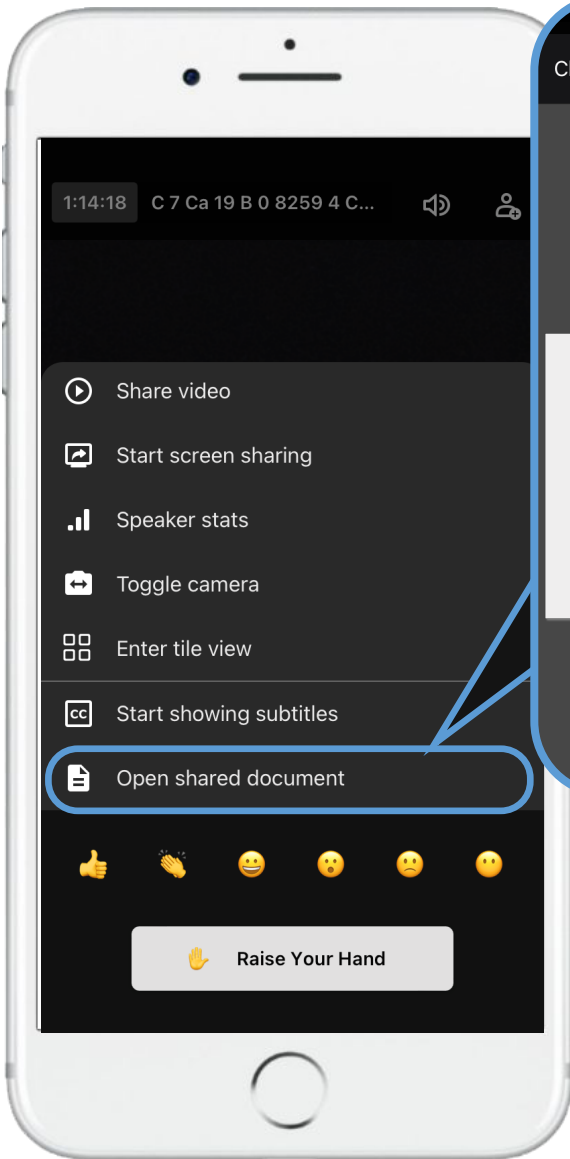 1:14:18 C 7 Ca 19 B 0 8259 4 C...
Share video
Start screen sharing
Speaker stats
Toggle camera
Enter tile view
cc Start showing subtitles
Open shared document
Raise Your Hand